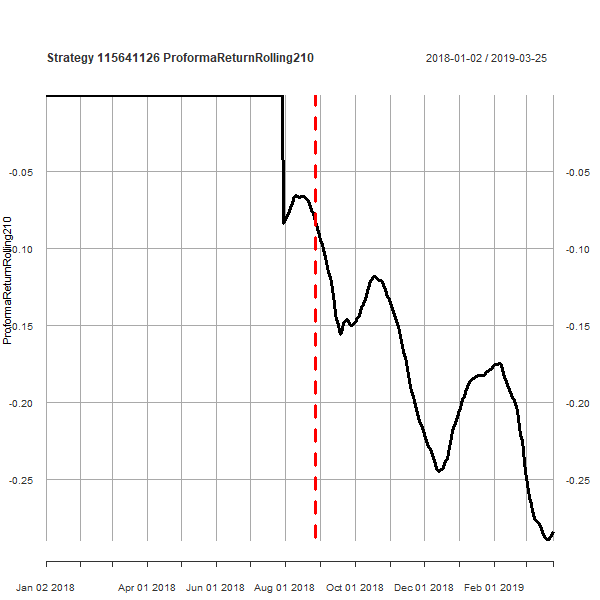 Strategy 115641126 ProformaReturnRolling210 2018-01-02 / 2019-03-25
-0.05 -0.05
-0.10 -0.10
-0.15 -0.15
-0.20 -0.20
-0.25 -0.25
ProformaReturnRolling210
Jan 02 2018 Apr 01 2018 Jun 01 2018 Aug 01 2018 Oct 01 2018 Dec 01 2018 Feb 01 2019